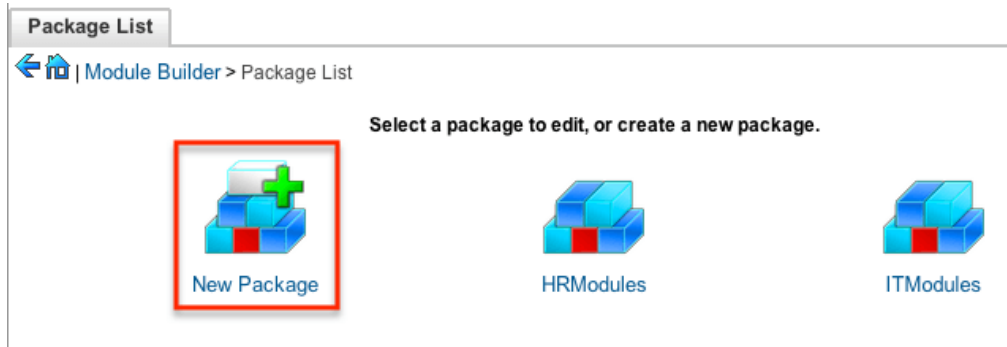 Package List
| Module Builder > Package List
Select a package to edit, or create a new package.
New Package HRModules ITModules